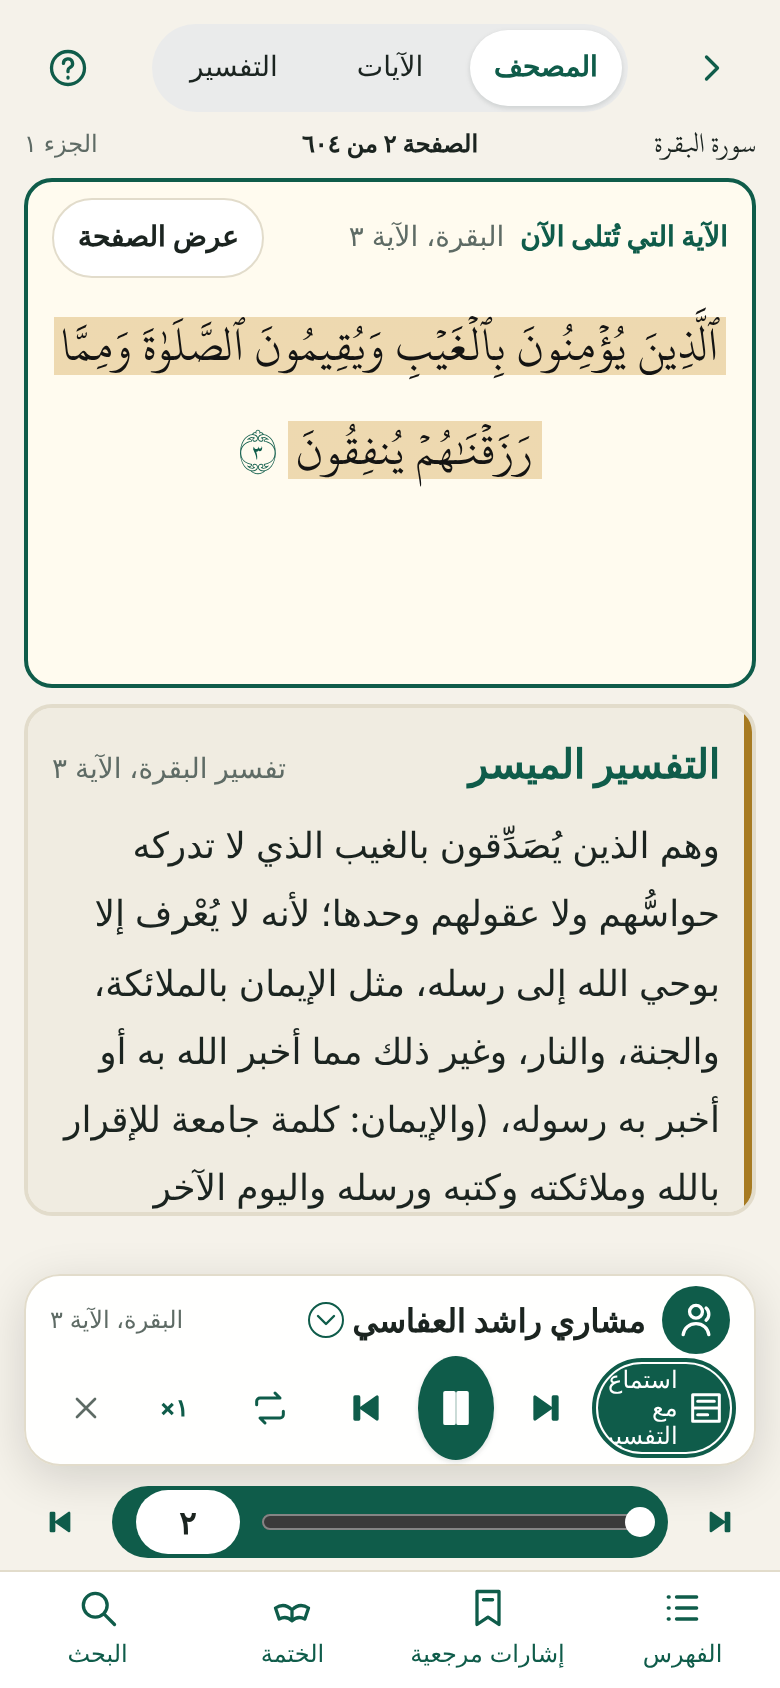 المصحف
الآيات
التفسير
سورة البقرة
الصفحة ٢ من ٦٠٤
الجزء ١
الآية التي تُتلى الآن
البقرة، الآية ٣
عرض الصفحة
ٱلَّذِينَ يُؤْمِنُونَ بِٱلْغَيْبِ وَيُقِيمُونَ ٱلصَّلَوٰةَ وَمِمَّا
رَزَقْنَـٰهُمْ يُنفِقُونَ ٣
التفسير الميسر
تفسير البقرة، الآية ٣
وهم الذين يُصَدِّقون بالغيب الذي لا تدركه
حواسُّهم ولا عقولهم وحدها؛ لأنه لا يُعْرف إلا
بوحي الله إلى رسله، مثل الإيمان بالملائكة،
والجنة، والنار، وغير ذلك مما أخبر الله به أو
أخبر به رسوله، (والإيمان: كلمة جامعة للإقرار
بالله وملائكته وكتبه ورسله واليوم الآخر
مشاري راشد العفاسي
البقرة، الآية ٣
استماع
مع
التفسير
١×
٢
الفهرس
إشارات مرجعية
الختمة
البحث